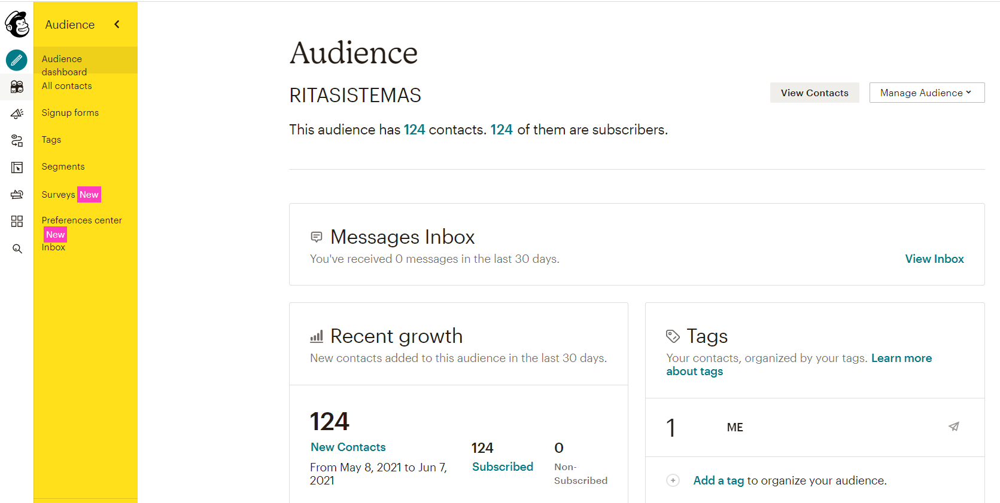 Audience
Audience
dashboard
All contacts
Signup forms
Tags
Segments
Surveys New
Preferences center
New
Inbox
Audience
RITASISTEMAS
View Contacts
Manage Audience
This audience has 124 contacts. 124 of them are subscribers.
Messages Inbox
You've received 0 messages in the last 30 days.
View Inbox
Recent growth
New contacts added to this audience in the last 30 days.
124
New Contacts
From May 8, 2021 to Jun 7,
2021
124
Subscribed
0
Non-
Subscribed
Tags
Your contacts, organized by your tags. Learn more
about tags
1 ME
Add a tag to organize your audience.